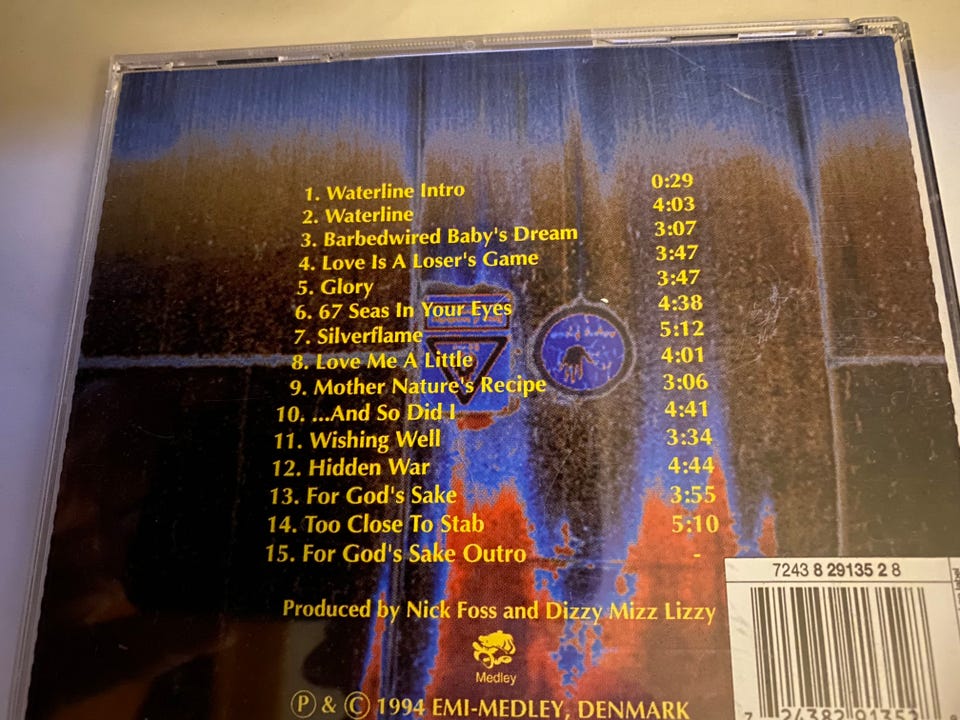 1. Waterline Intro 0:29
2. Waterline 4:03
3. Barbedwired Baby's Dream 3:07
4. Love Is A Loser's Game 3:47
5. Glory 3:47
6. 67 Seas In Your Eyes 4:38
7. Silverflame 5:12
8. Love Me A Little 4:01
9. Mother Nature's Recipe 3:06
10. ...And So Did I 4:41
11. Wishing Well 3:34
12. Hidden War 4:44
13. For God's Sake 3:55
14. Too Close To Stab 5:10
15. For God's Sake Outro -
Produced by Nick Foss and Dizzy Mizz Lizzy
Medley
Ⓟ & © 1994 EMI-MEDLEY, DENMARK
7243 8 29135 2 8